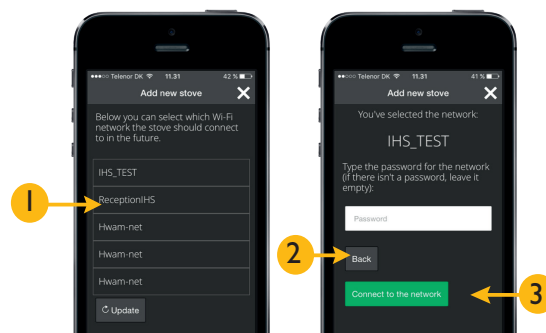 ●●●○○ Telenor DK 11.31 42 %
Add new stove
Below you can select which Wi-Fi
network the stove should connect
to in the future.
IHS_TEST
ReceptionIHS
Hwam-net
Hwam-net
Hwam-net
Update
1
●●○○○ Telenor DK 11.31 41 %
Add new stove
You've selected the network:
IHS_TEST
Type the password for the network
(if there isn't a password, leave it
empty):
Password
2
Back
Connect to the network
3